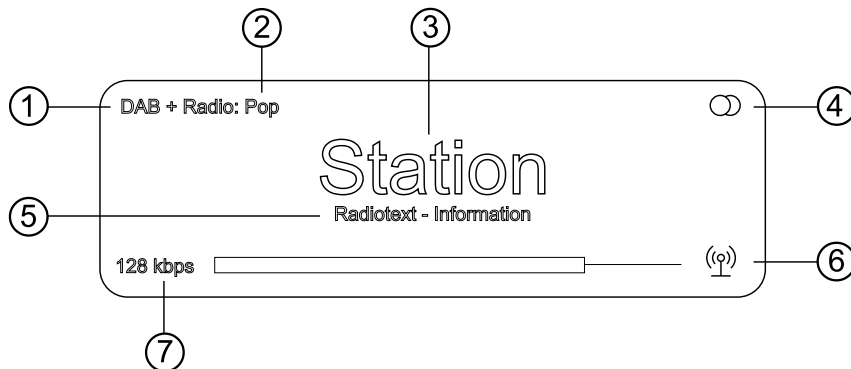 2
3
1
DAB + Radio: Pop
4
Station
5
Radiotext - Information
128 kbps
6
7